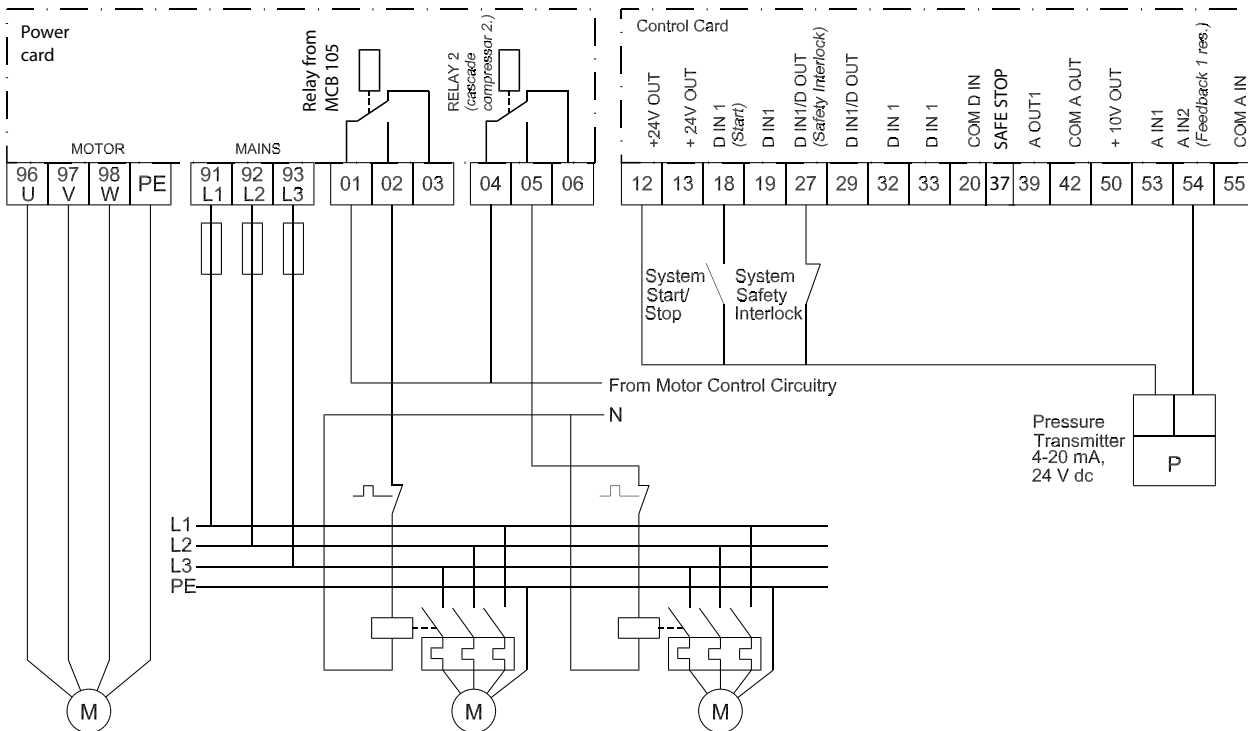 Power
card
Relay from
MCB 105
RELAY 2
(cascade
compressor 2.)
MOTOR
MAINS
96
U
97
V
98
W
PE
91
L1
92
L2
93
L3
01
02
03
04
05
06
Control Card
+24V OUT
+ 24V OUT
D IN 1
(Start)
D IN1
D IN1/D OUT
(Safety Interlock)
D IN1/D OUT
D IN 1
D IN 1
COM D IN
SAFE STOP
A OUT1
COM A OUT
+ 10V OUT
A IN1
A IN2
(Feedback 1 res.)
COM A IN
12
13
18
19
27
29
32
33
20
37
39
42
50
53
54
55
System
Start/
Stop
System
Safety
Interlock
From Motor Control Circuitry
N
Pressure
Transmitter
4-20 mA,
24 V dc
P
L1
L2
L3
PE
M
M
M